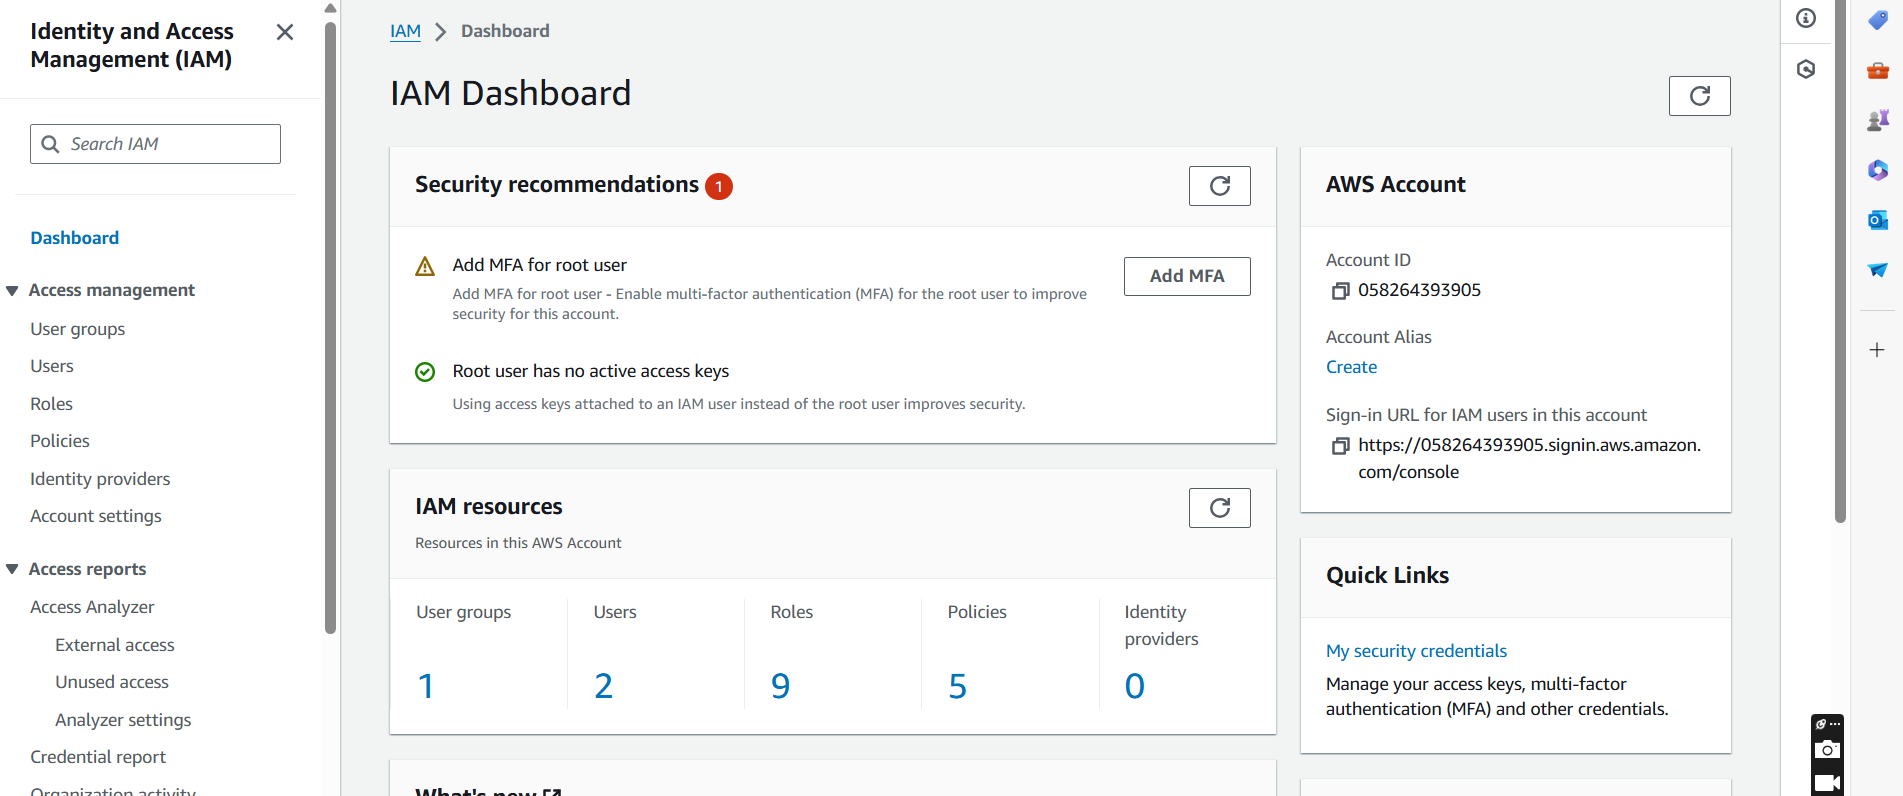 Identity and Access
Management (IAM)
Search IAM
Dashboard
Access management
User groups
Users
Roles
Policies
Identity providers
Account settings
Access reports
Access Analyzer
External access
Unused access
Analyzer settings
Credential report
Organization activity
IAM
Dashboard
IAM Dashboard
Security recommendations 1
Add MFA for root user
Add MFA for root user - Enable multi-factor authentication (MFA) for the root user to improve
security for this account.
Add MFA
Root user has no active access keys
Using access keys attached to an IAM user instead of the root user improves security.
IAM resources
Resources in this AWS Account
User groups
1
Users
2
Roles
9
Policies
5
Identity
providers
0
What's new
AWS Account
Account ID
058264393905
Account Alias
Create
Sign-in URL for IAM users in this account
https://058264393905.signin.aws.amazon.
com/console
Quick Links
My security credentials
Manage your access keys, multi-factor
authentication (MFA) and other credentials.